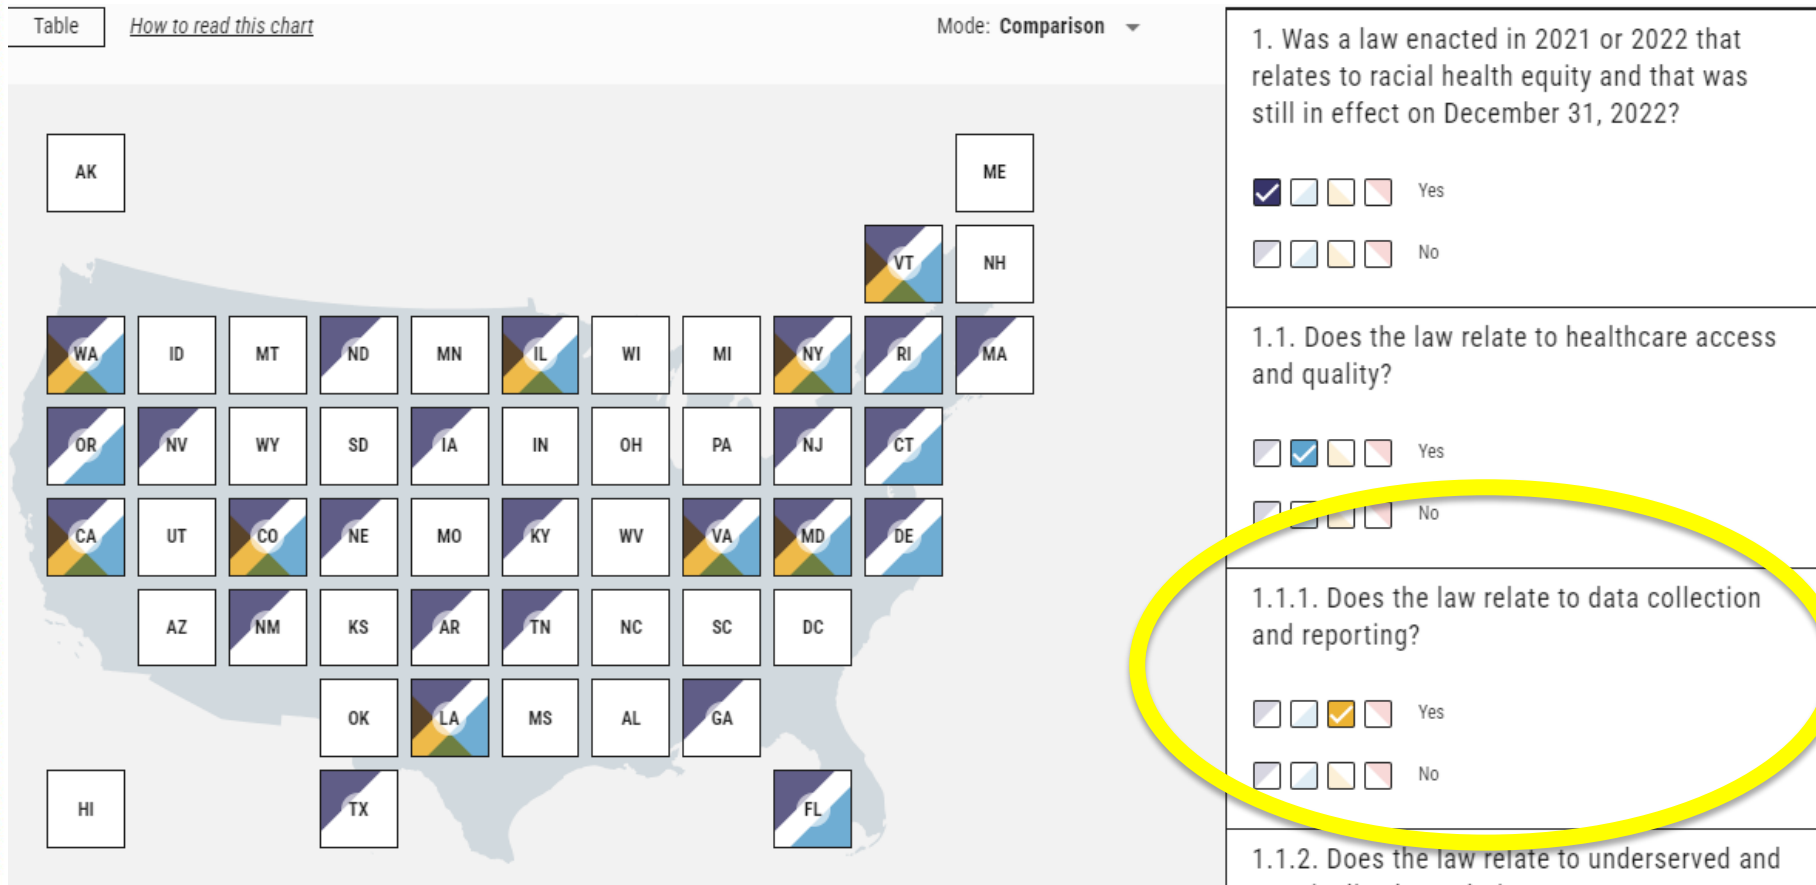 Table How to read this chart Mode: Comparison
AK ME
VT NH
WA ID MT ND MN IL WI MI NY RI MA
OR NV WY SD IA IN OH PA NJ CT
CA UT CO NE MO KY WV VA MD DE
AZ NM KS AR TN NC SC DC
OK LA MS AL GA
HI TX FL
1. Was a law enacted in 2021 or 2022 that
relates to racial health equity and that was
still in effect on December 31, 2022?
Yes
No
1.1. Does the law relate to healthcare access
and quality?
Yes
No
1.1.1. Does the law relate to data collection
and reporting?
Yes
No
1.1.2. Does the law relate to underserved and